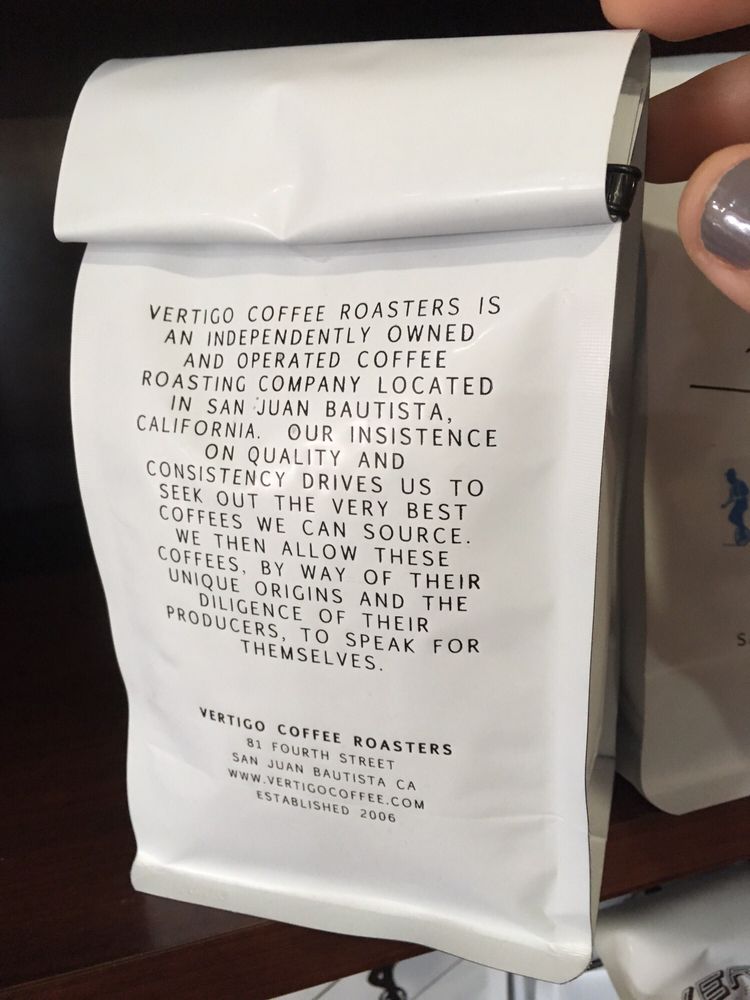 VERTIGO COFFEE ROASTERS IS
AN INDEPENDENTLY OWNED
AND OPERATED COFFEE
ROASTING COMPANY LOCATED
IN SAN JUAN BAUTISTA,
CALIFORNIA. OUR INSISTENCE
ON QUALITY AND
CONSISTENCY DRIVES US TO
SEEK OUT THE VERY BEST
COFFEES WE CAN SOURCE.
WE THEN ALLOW THESE
COFFEES, BY WAY OF THEIR
UNIQUE ORIGINS AND THE
DILIGENCE OF THEIR
PRODUCERS, TO SPEAK FOR
THEMSELVES.
VERTIGO COFFEE ROASTERS
81 FOURTH STREET
SAN JUAN BAUTISTA CA
WWW.VERTIGOCOFFEE.COM
ESTABLISHED 2006